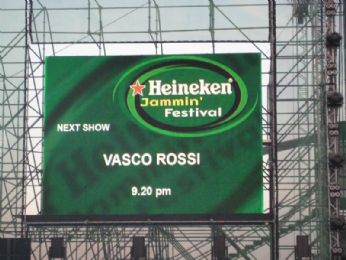 Heineken
Jammin'
Festival
NEXT SHOW
VASCO ROSSI
9.20 pm